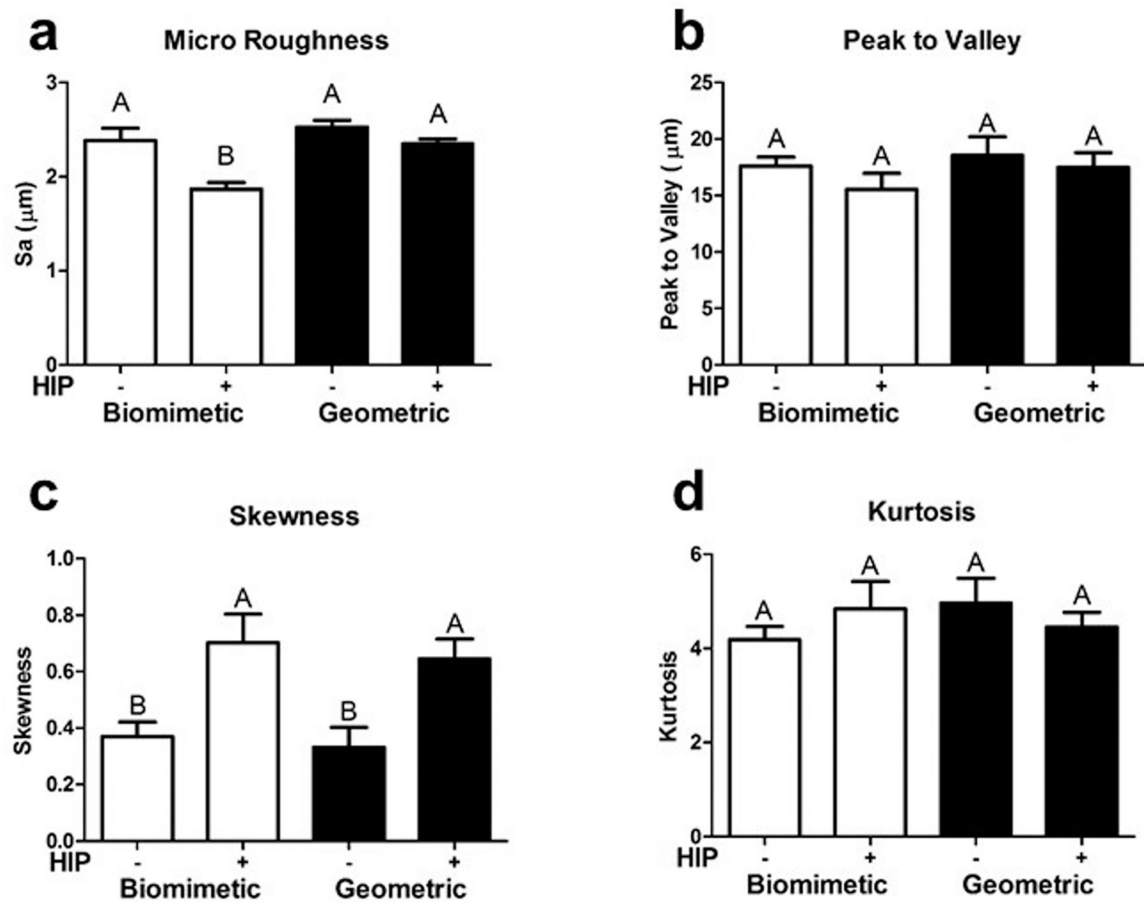 a
Micro Roughness
3
2
1
0
Sa (μm)
A
B
A
A
HIP - + - +
Biomimetic Geometric
b
Peak to Valley
25
20
15
10
5
0
Peak to Valley ( μm)
A
A
A
A
HIP - + - +
Biomimetic Geometric
c
Skewness
1.0
0.8
0.6
0.4
0.2
0.0
Skewness
B
A
B
A
HIP - + - +
Biomimetic Geometric
d
Kurtosis
6
4
2
0
Kurtosis
A
A
A
A
HIP - + - +
Biomimetic Geometric